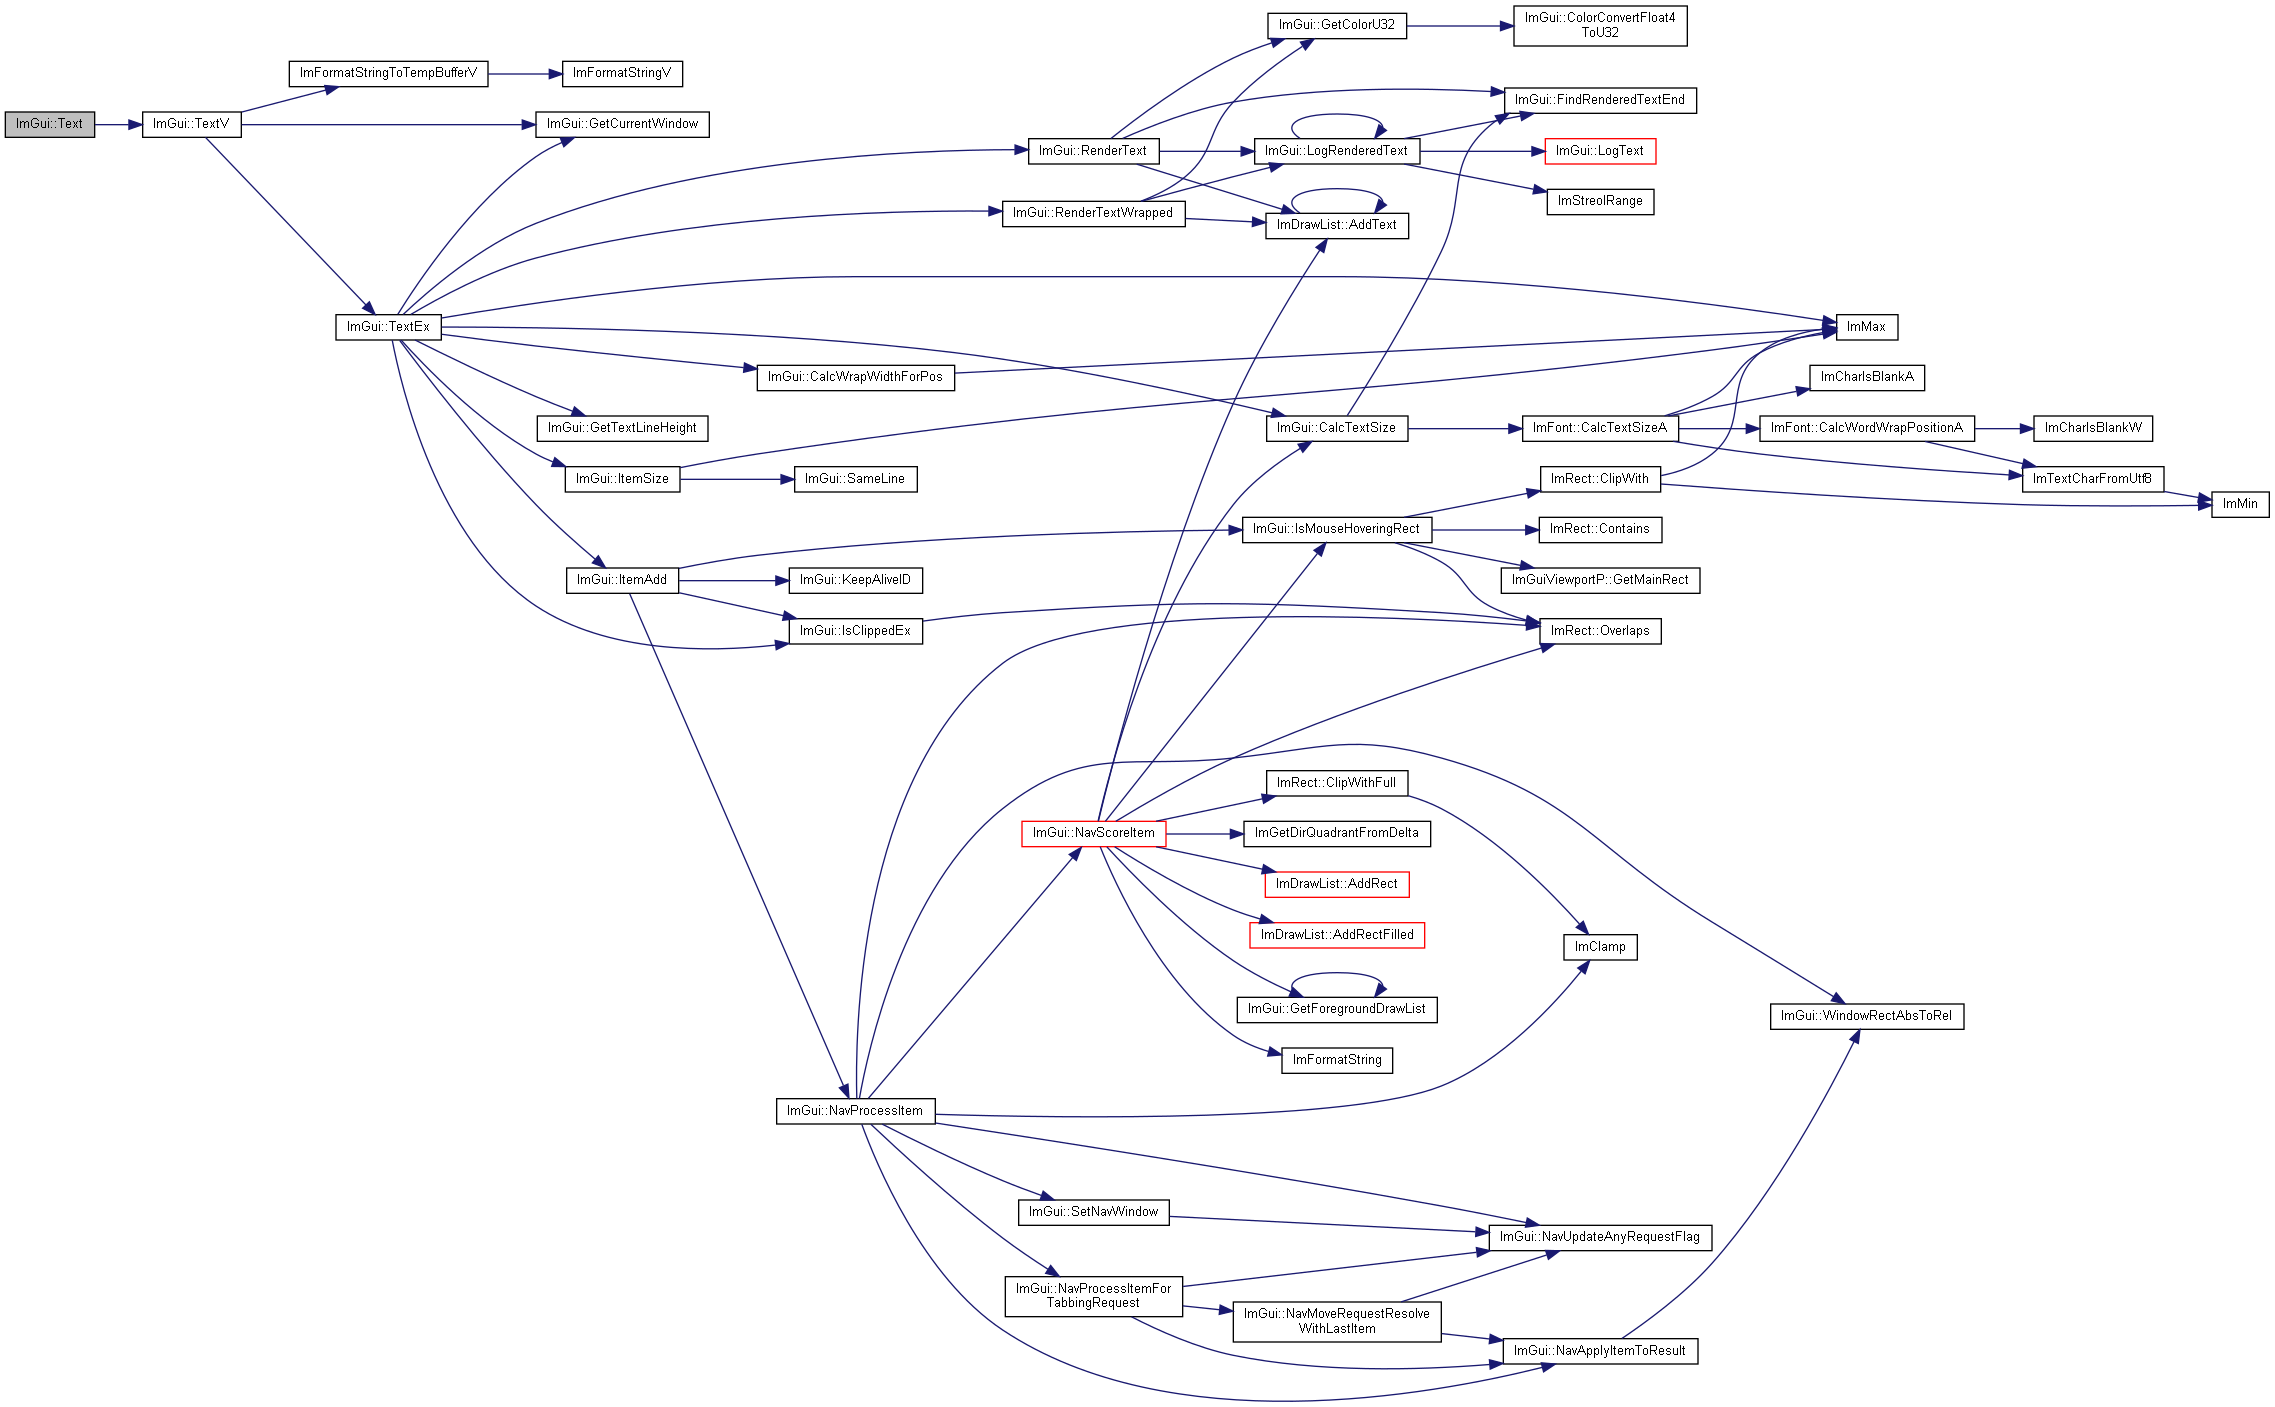 ImGui::GetColorU32
ImGui::ColorConvertFloat4
ToU32
ImFormatStringToTempBufferV
ImFormatStringV
ImGui::FindRenderedTextEnd
ImGui::Text
ImGui::TextV
ImGui::GetCurrentWindow
ImGui::RenderText
ImGui::LogRenderedText
ImGui::LogText
ImStreolRange
ImGui::RenderTextWrapped
ImDrawList::AddText
ImGui::TextEx
ImMax
ImGui::CalcWrapWidthForPos
ImCharIsBlankA
ImGui::GetTextLineHeight
ImGui::CalcTextSize
ImFont::CalcTextSizeA
ImFont::CalcWordWrapPositionA
ImCharIsBlankW
ImGui::ItemSize
ImGui::SameLine
ImRect::ClipWith
ImTextCharFromUtf8
ImMin
ImGui::IsMouseHoveringRect
ImRect::Contains
ImGui::ItemAdd
ImGui::KeepAliveID
ImGuiViewportP::GetMainRect
ImGui::IsClippedEx
ImRect::Overlaps
ImRect::ClipWithFull
ImGui::NavScoreItem
ImGetDirQuadrantFromDelta
ImDrawList::AddRect
ImDrawList::AddRectFilled
ImClamp
ImGui::GetForegroundDrawList
ImGui::WindowRectAbsToRel
ImFormatString
ImGui::NavProcessItem
ImGui::SetNavWindow
ImGui::NavUpdateAnyRequestFlag
ImGui::NavProcessItemFor
TabbingRequest
ImGui::NavMoveRequestResolve
WithLastItem
ImGui::NavApplyItemToResult